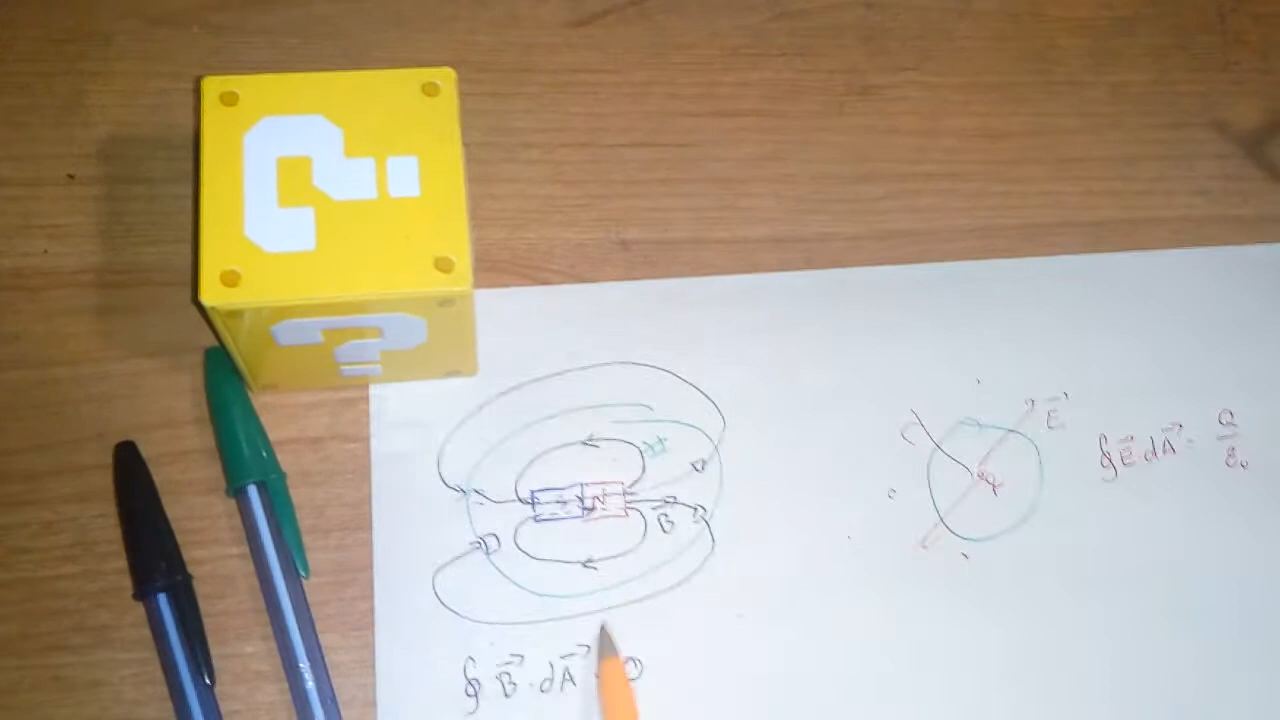 ?
?
N
B⃗
∮ B⃗ · dA⃗ = 0
E⃗
Q
∮ E⃗ · dA⃗ = Q/ε₀